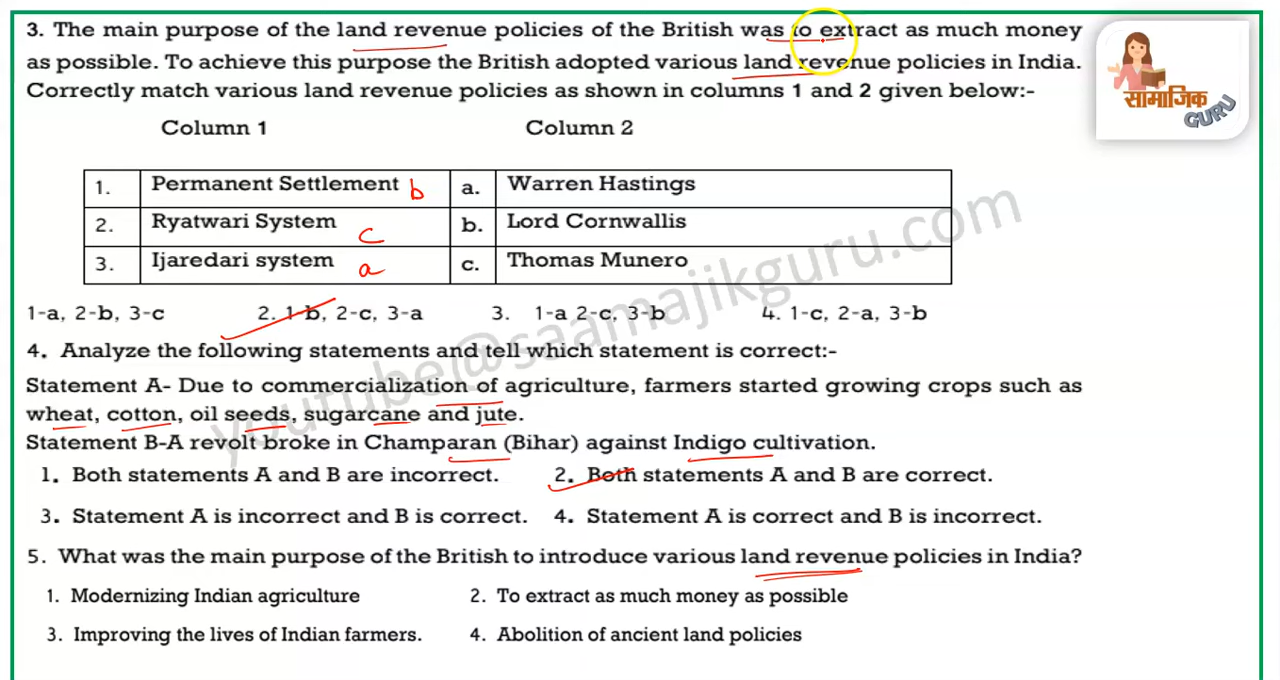 3. The main purpose of the land revenue policies of the British was to extract as much money
as possible. To achieve this purpose the British adopted various land revenue policies in India.
Correctly match various land revenue policies as shown in columns 1 and 2 given below:-
सामाजिक
GURU
Column 1 Column 2
1. Permanent Settlement b a. Warren Hastings
2. Ryatwari System c b. Lord Cornwallis
3. Ijaredari system a c. Thomas Munero
1-a, 2-b, 3-c 2. 1-b, 2-c, 3-a 3. 1-a 2-c, 3-b 4. 1-c, 2-a, 3-b
4. Analyze the following statements and tell which statement is correct:-
Statement A- Due to commercialization of agriculture, farmers started growing crops such as
wheat, cotton, oil seeds, sugarcane and jute.
Statement B-A revolt broke in Champaran (Bihar) against Indigo cultivation.
1. Both statements A and B are incorrect. 2. Both statements A and B are correct.
3. Statement A is incorrect and B is correct. 4. Statement A is correct and B is incorrect.
5. What was the main purpose of the British to introduce various land revenue policies in India?
1. Modernizing Indian agriculture 2. To extract as much money as possible
3. Improving the lives of Indian farmers. 4. Abolition of ancient land policies
youtube@saamajikguru.com